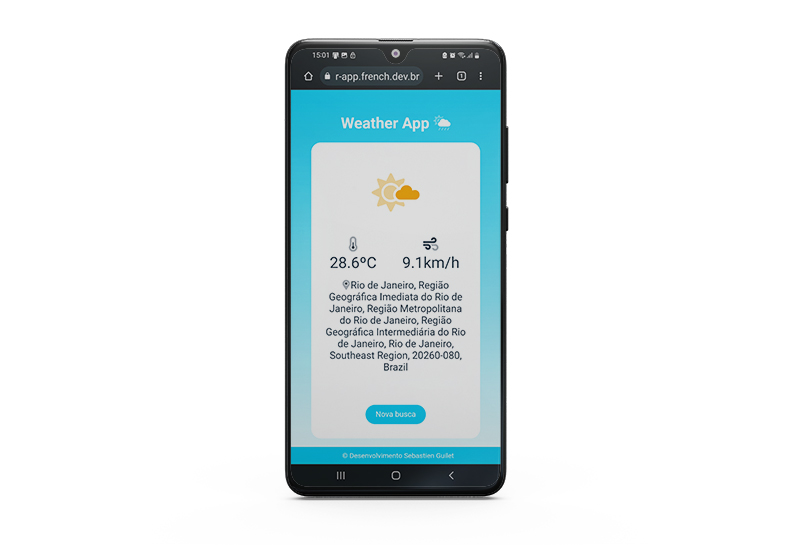 15:01
r-app.french.dev.br
Weather App
28.6ºC
9.1km/h
Rio de Janeiro, Região
Geográfica Imediata do Rio de
Janeiro, Região Metropolitana
do Rio de Janeiro, Região
Geográfica Intermediária do Rio
de Janeiro, Rio de Janeiro,
Southeast Region, 20260-080,
Brazil
Nova busca
© Desenvolvimento Sebastien Guilet